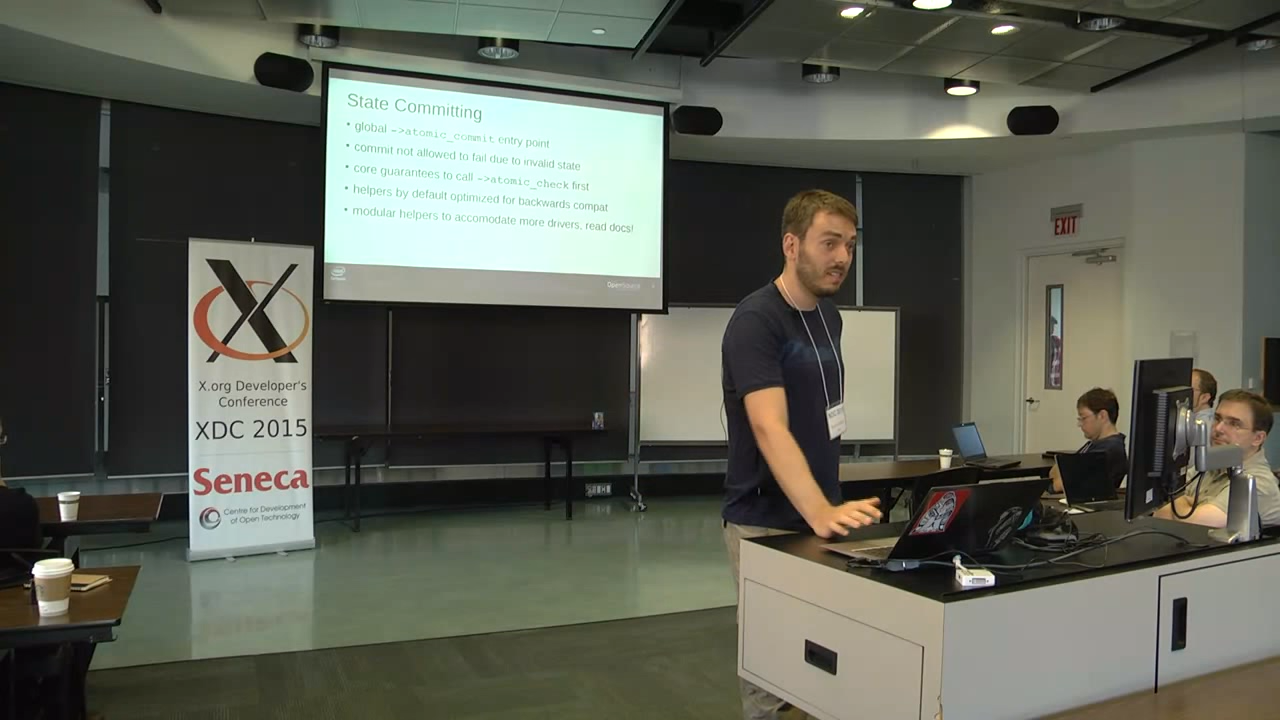 State Committing
• global ->atomic_commit entry point
• commit not allowed to fail due to invalid state
• core guarantees to call ->atomic_check first
• helpers by default optimized for backwards compat
• modular helpers to accomodate more drivers, read docs!
intel
OpenSource
X
X.org Developer's
Conference
XDC 2015
Seneca
Centre for Development
of Open Technology
EXIT